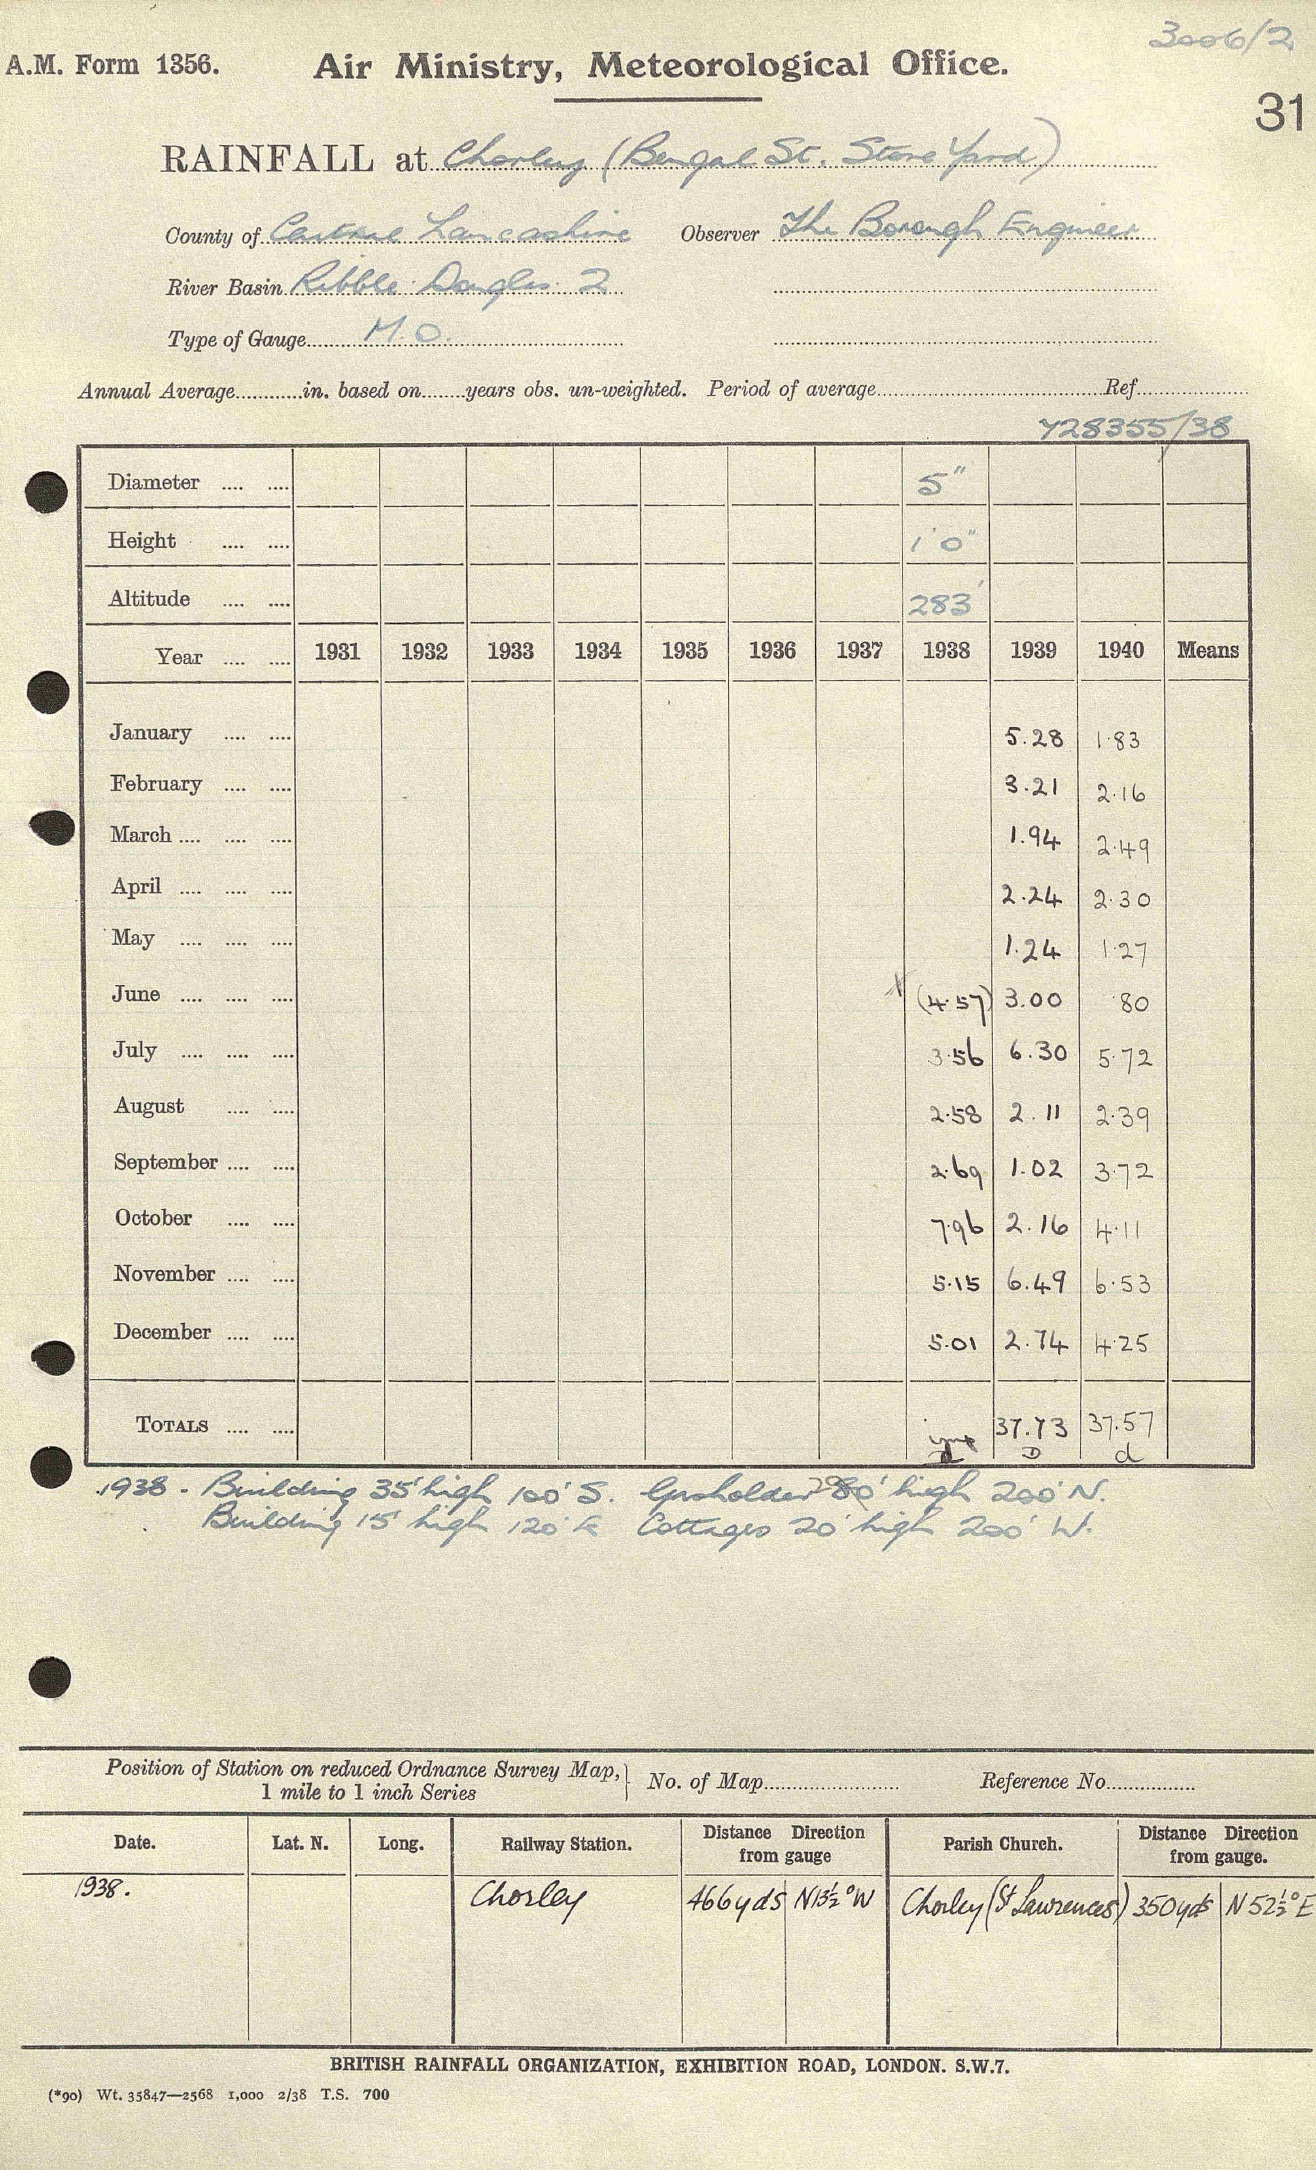 3006/2
A.M. Form 1356. Air Ministry, Meteorological Office.
31
RAINFALL at Chorley (Bengal St. Store Yard)
County of Central Lancashire Observer The Borough Engineer
River Basin Ribble Douglas 2
Type of Gauge M.O.
Annual Average in. based on years obs. un-weighted. Period of average Ref.
728355/38
Diameter 5"
Height 1'0"
Altitude 283'
Year 1931 1932 1933 1934 1935 1936 1937 1938 1939 1940 Means
January 5.28 1.83
February 3.21 2.16
March 1.94 2.49
April 2.24 2.30
May 1.24 1.27
June x (4.57) 3.00 .80
July 3.56 6.30 5.72
August 2.58 2.11 2.39
September 2.69 1.02 3.72
October 7.96 2.16 4.11
November 5.15 6.49 6.53
December 5.01 2.74 4.25
TOTALS 37.73 37.57
D d
1938. Building 35' high 100' S. Gasholder 80' high 200' N.
Building 15' high 120' E Cottages 20' high 200' W.
Position of Station on reduced Ordnance Survey Map, 1 mile to 1 inch Series } No. of Map Reference No.
Date. Lat. N. Long. Railway Station. Distance Direction from gauge Parish Church. Distance Direction from gauge.
1938. Chorley 466 yds N13½°W Chorley (St Lawrences) 350 yds N 52½° E
BRITISH RAINFALL ORGANIZATION, EXHIBITION ROAD, LONDON. S.W.7.
(*90) Wt. 35847—2568 1,000 2/38 T.S. 700